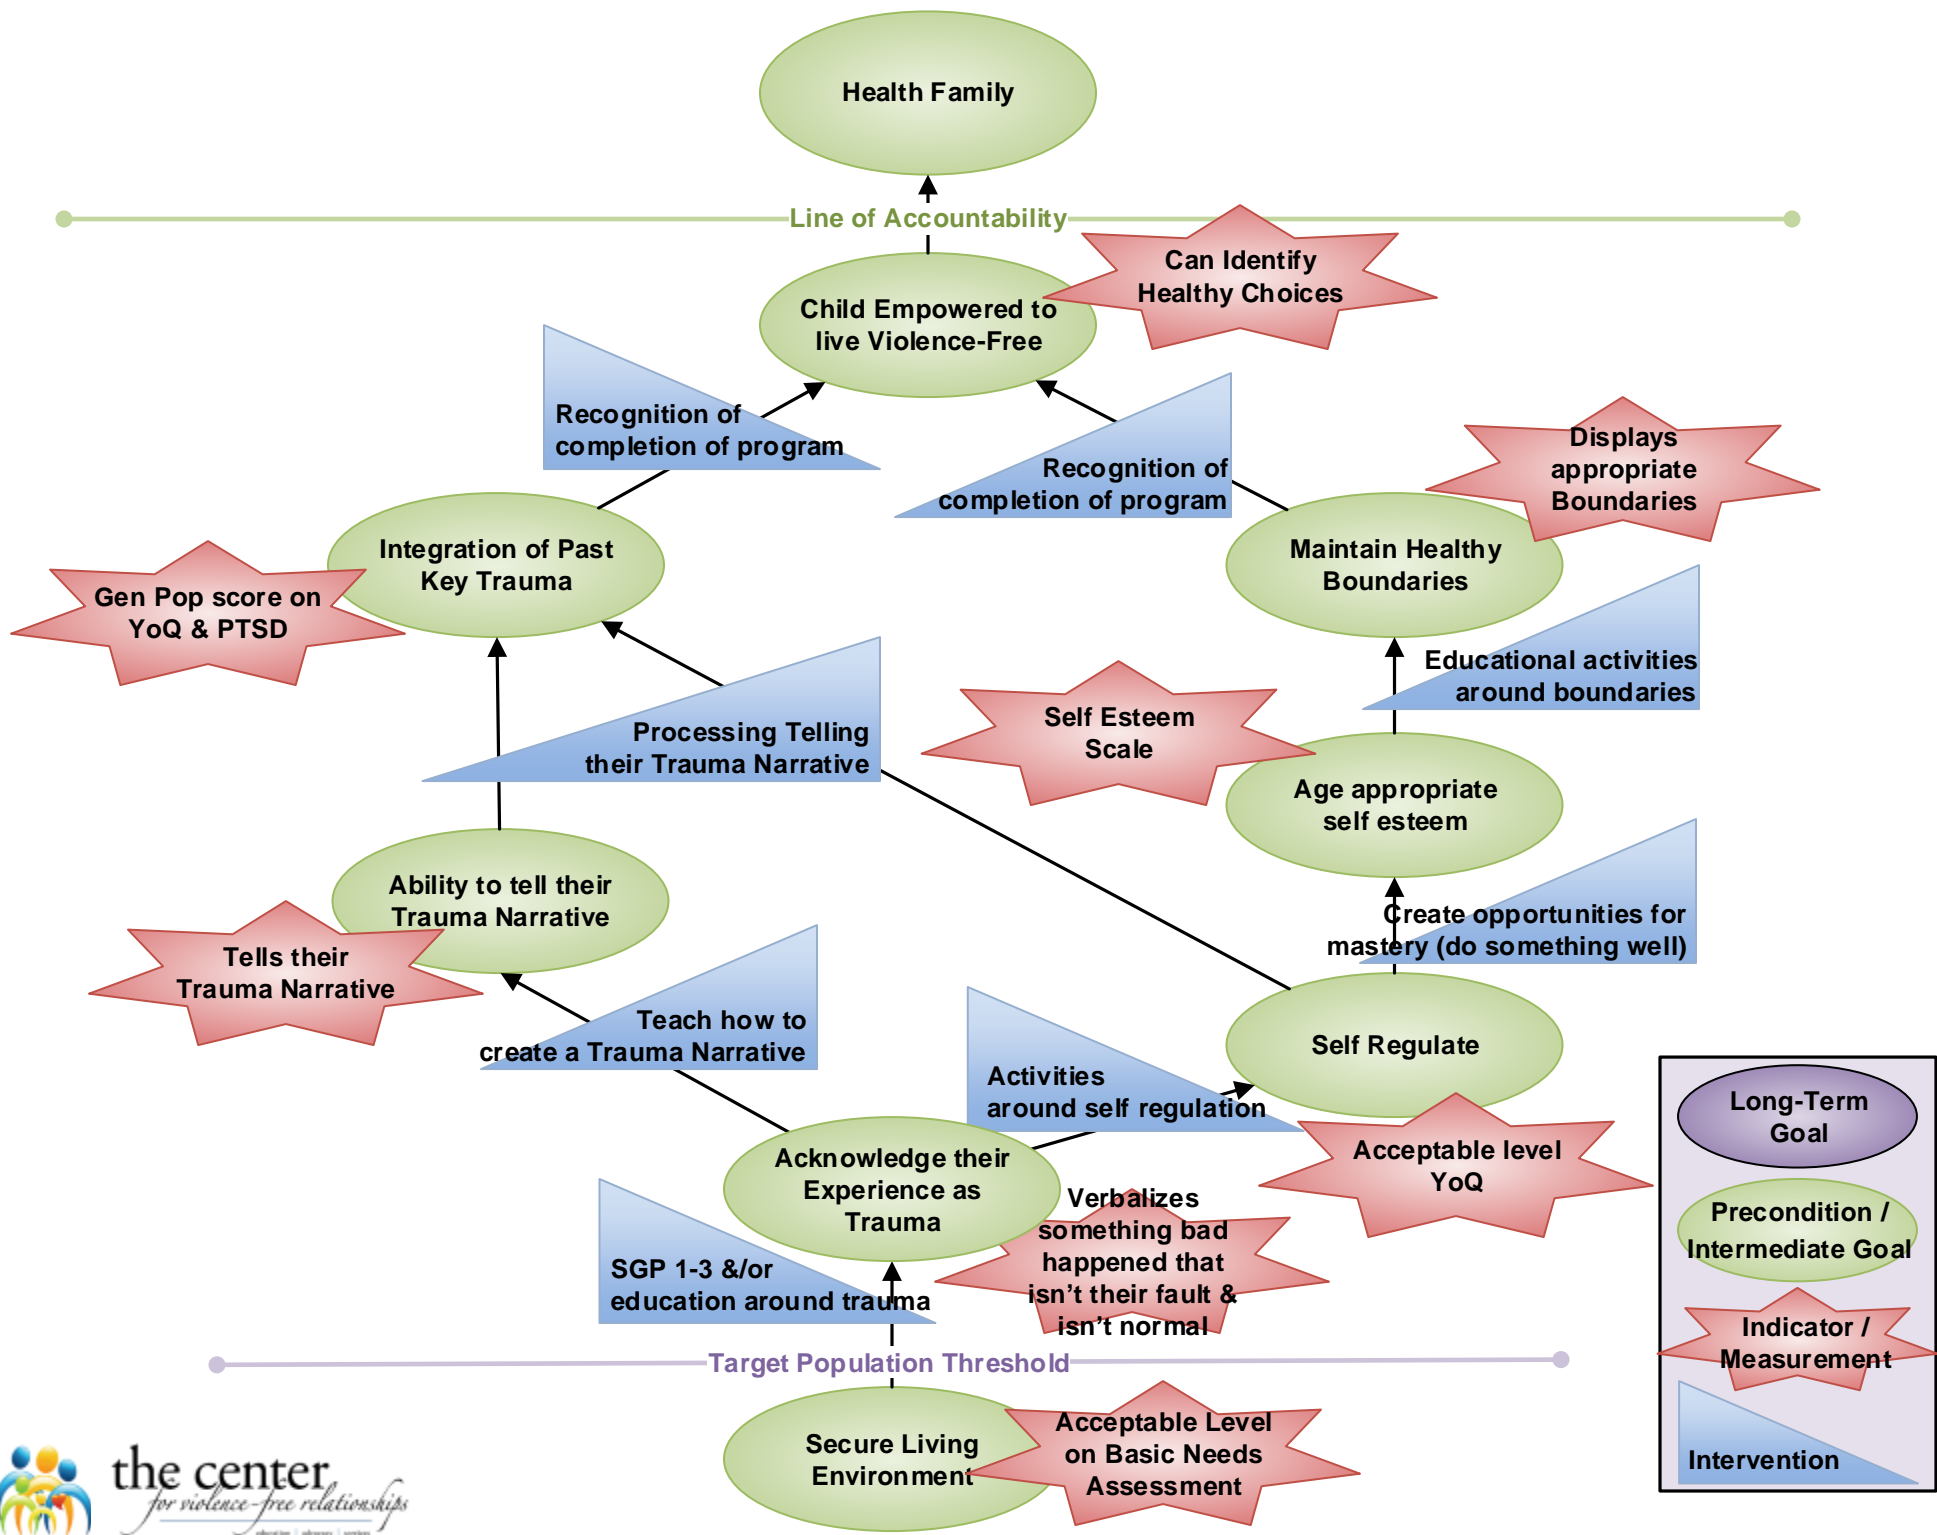 Health Family
Line of Accountability
Can Identify
Healthy Choices
Child Empowered to
live Violence-Free
Recognition of
completion of program
Recognition of
completion of program
Displays
appropriate
Boundaries
Integration of Past
Key Trauma
Maintain Healthy
Boundaries
Gen Pop score on
YoQ & PTSD
Educational activities
around boundaries
Self Esteem
Scale
Processing Telling
their Trauma Narrative
Age appropriate
self esteem
Ability to tell their
Trauma Narrative
Create opportunities for
mastery (do something well)
Tells their
Trauma Narrative
Teach how to
create a Trauma Narrative
Self Regulate
Activities
around self regulation
Acceptable level
YoQ
Acknowledge their
Experience as
Trauma
Verbalizes
something bad
happened that
isn't their fault &
isn't normal
SGP 1-3 &/or
education around trauma
Target Population Threshold
Secure Living
Environment
Acceptable Level
on Basic Needs
Assessment
Long-Term
Goal
Precondition /
Intermediate Goal
Indicator /
Measurement
Intervention
the center
for violence-free relationships
education | advocacy | services